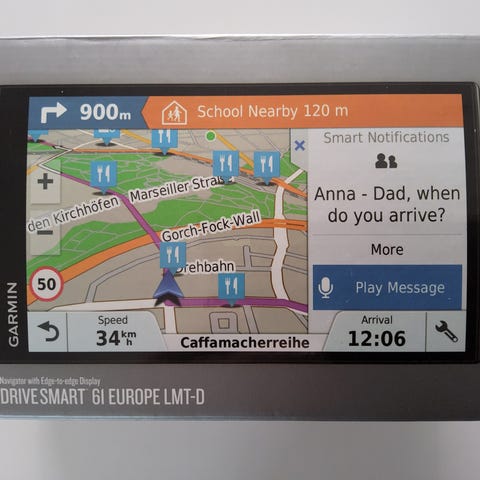 900m
School Nearby 120 m
Smart Notifications
Anna - Dad, when
do you arrive?
More
Play Message
Marseiller Straß
den Kirchhöfen
Gorch-Fock-Wall
Drehbahn
50
GARMIN
Speed
34 km/h
Caffamacherreihe
Arrival
12:06
Navigator with Edge-to-edge Display
DRIVESMART 61 EUROPE LMT-D